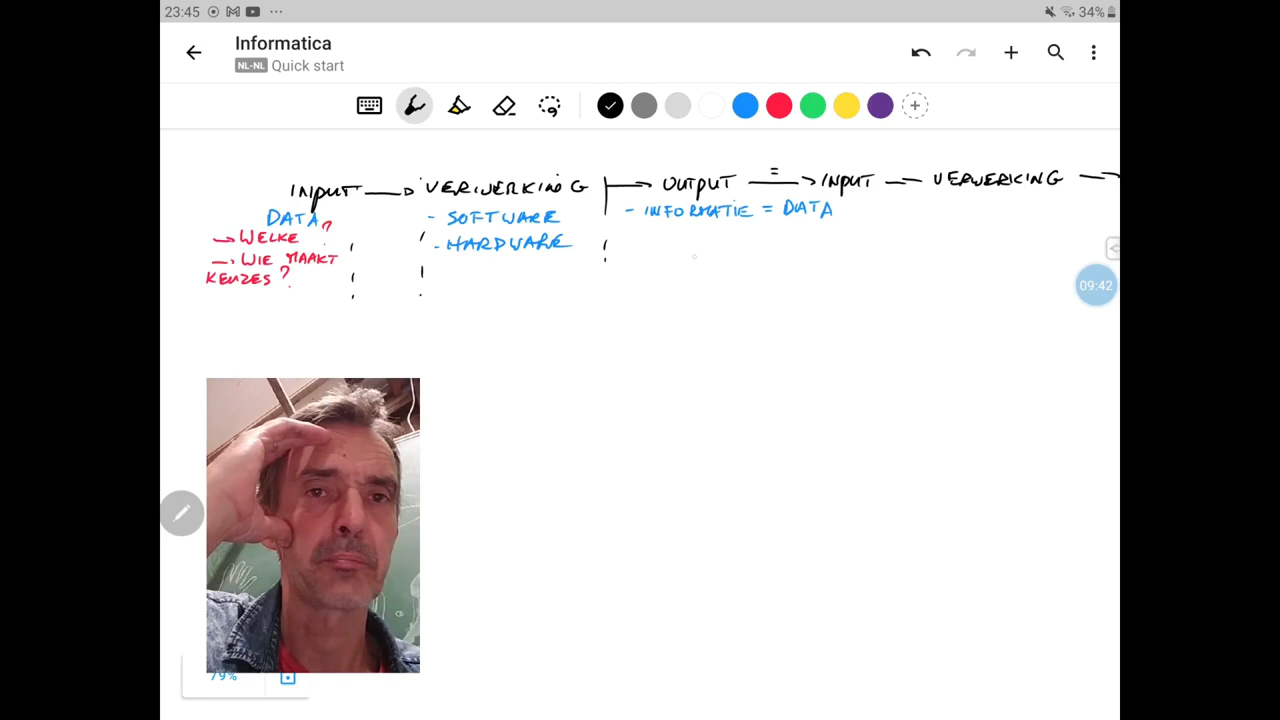 23:45
34%
Informatica
NL-NL Quick start
INPUT → VERWERKING → OUTPUT = → INPUT — VERWERKING →
DATA
- SOFTWARE
- INFORMATIE = DATA
→ WELKE ?
- HARDWARE
→ WIE MAAKT
KEUZES ?
09:42
79%